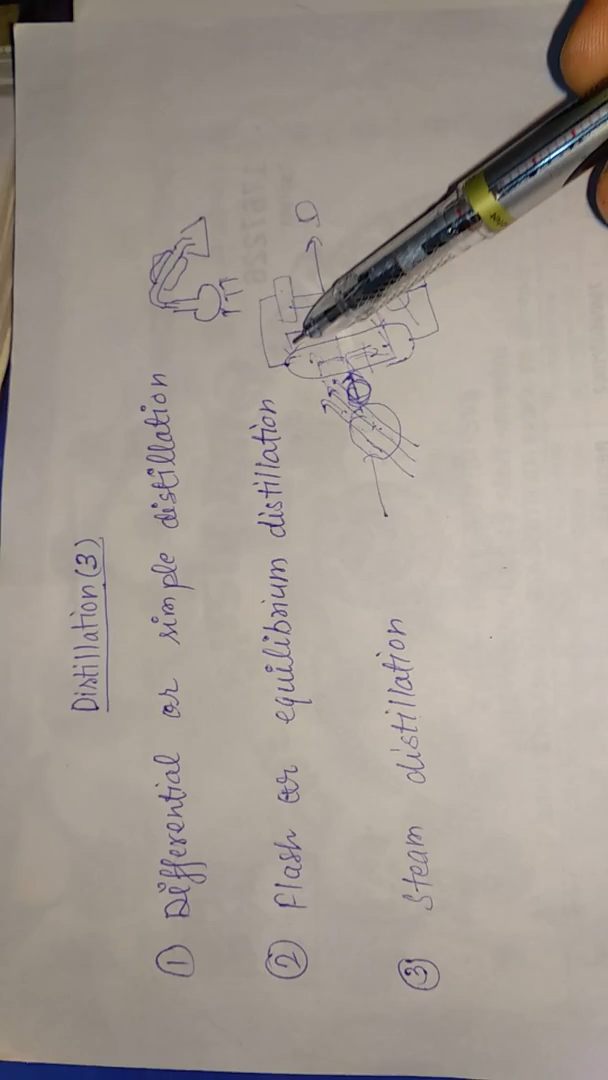 Distillation (3)
① Differential or simple distillation
② Flash or equilibrium distillation
→ D
③ Steam distillation